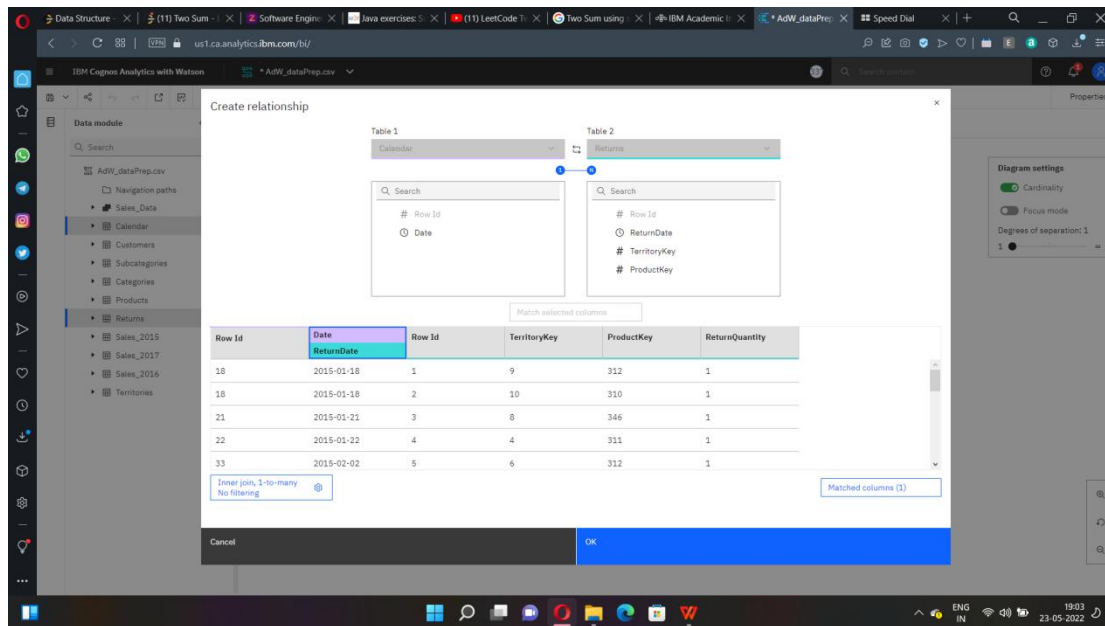 Data Structure -
(11) Two Sum -
Software Engine
Java exercises: S
(11) LeetCode Tv
Two Sum using
IBM Academic I
* AdW_dataPrep
Speed Dial
VPN
us1.ca.analytics.ibm.com/bi/
IBM Cognos Analytics with Watson
* AdW_dataPrep.csv
Search content
Propertie
Data module
Search
AdW_dataPrep.csv
Navigation paths
Sales_Data
Calendar
Customers
Subcategories
Categories
Products
Returns
Sales_2015
Sales_2017
Sales_2016
Territories
Create relationship
Table 1
Table 2
Calendar
Returns
1
N
Search
Search
# Row Id
Date
# Row Id
ReturnDate
# TerritoryKey
# ProductKey
Match selected columns
Row Id Date Row Id TerritoryKey ProductKey ReturnQuantity
ReturnDate
18 2015-01-18 1 9 312 1
18 2015-01-18 2 10 310 1
21 2015-01-21 3 8 346 1
22 2015-01-22 4 4 311 1
33 2015-02-02 5 6 312 1
Inner join, 1-to-many
No filtering
Matched columns (1)
Cancel
OK
Diagram settings
Cardinality
Focus mode
Degrees of separation: 1
1 ∞
ENG
IN
19:03
23-05-2022